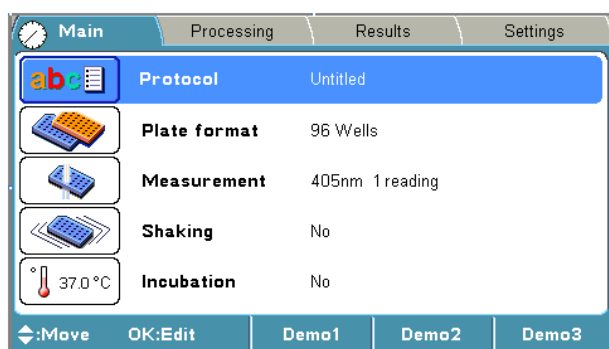 Main Processing Results Settings
abc Protocol Untitled
Plate format 96 Wells
Measurement 405nm 1 reading
Shaking No
37.0°C Incubation No
:Move OK:Edit Demo1 Demo2 Demo3